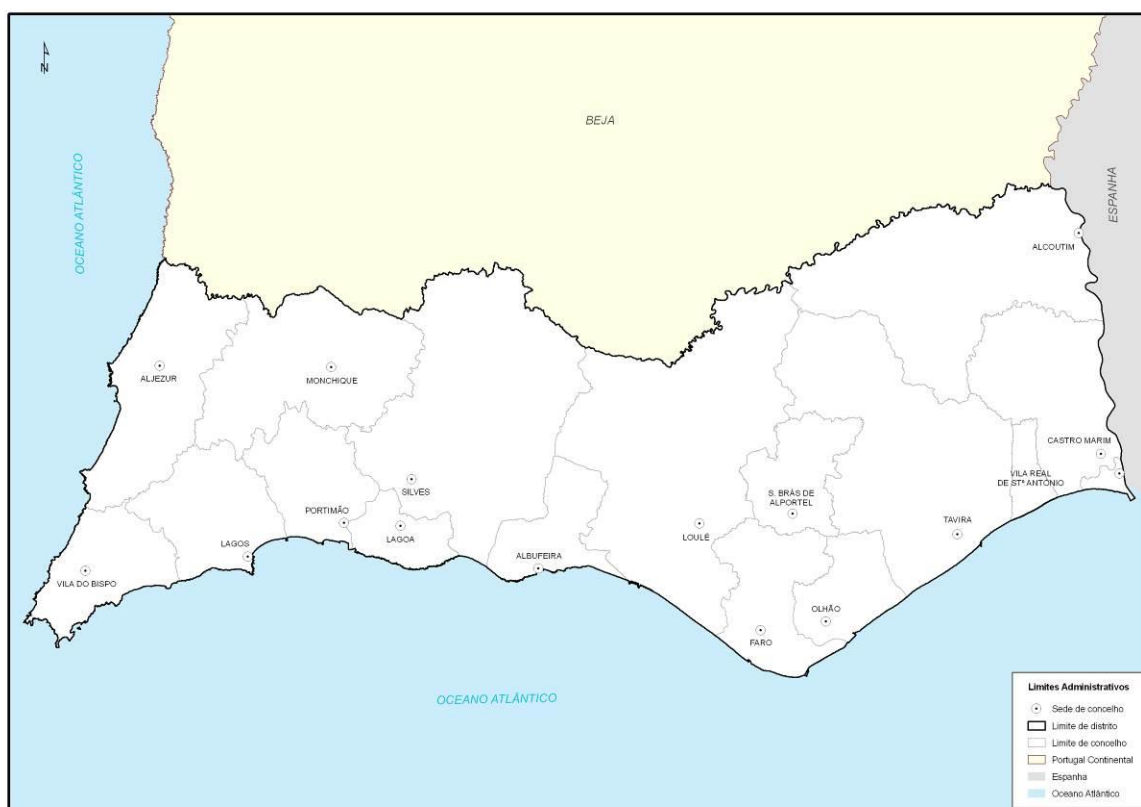 N
BEJA
OCEANO ATLÂNTICO
ESPANHA
ALCOUTIM
ALJEZUR
MONCHIQUE
CASTRO MARIM
VILA REAL
DE STº ANTÓNIO
SILVES
S. BRÁS DE
ALPORTEL
PORTIMÃO
LAGOA
LOULÉ
TAVIRA
LAGOS
ALBUFEIRA
VILA DO BISPO
OLHÃO
FARO
OCEANO ATLÂNTICO
Limites Administrativos
Sede de concelho
Limite de distrito
Limite de concelho
Portugal Continental
Espanha
Oceano Atlântico